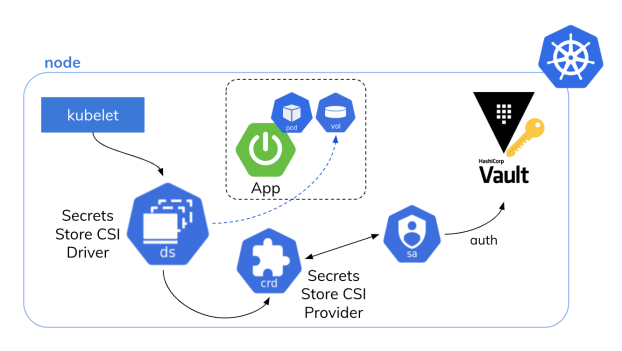 node
kubelet
pod
vol
App
HashiCorp
Vault
Secrets
Store CSI
Driver
ds
sa
auth
crd
Secrets
Store CSI
Provider